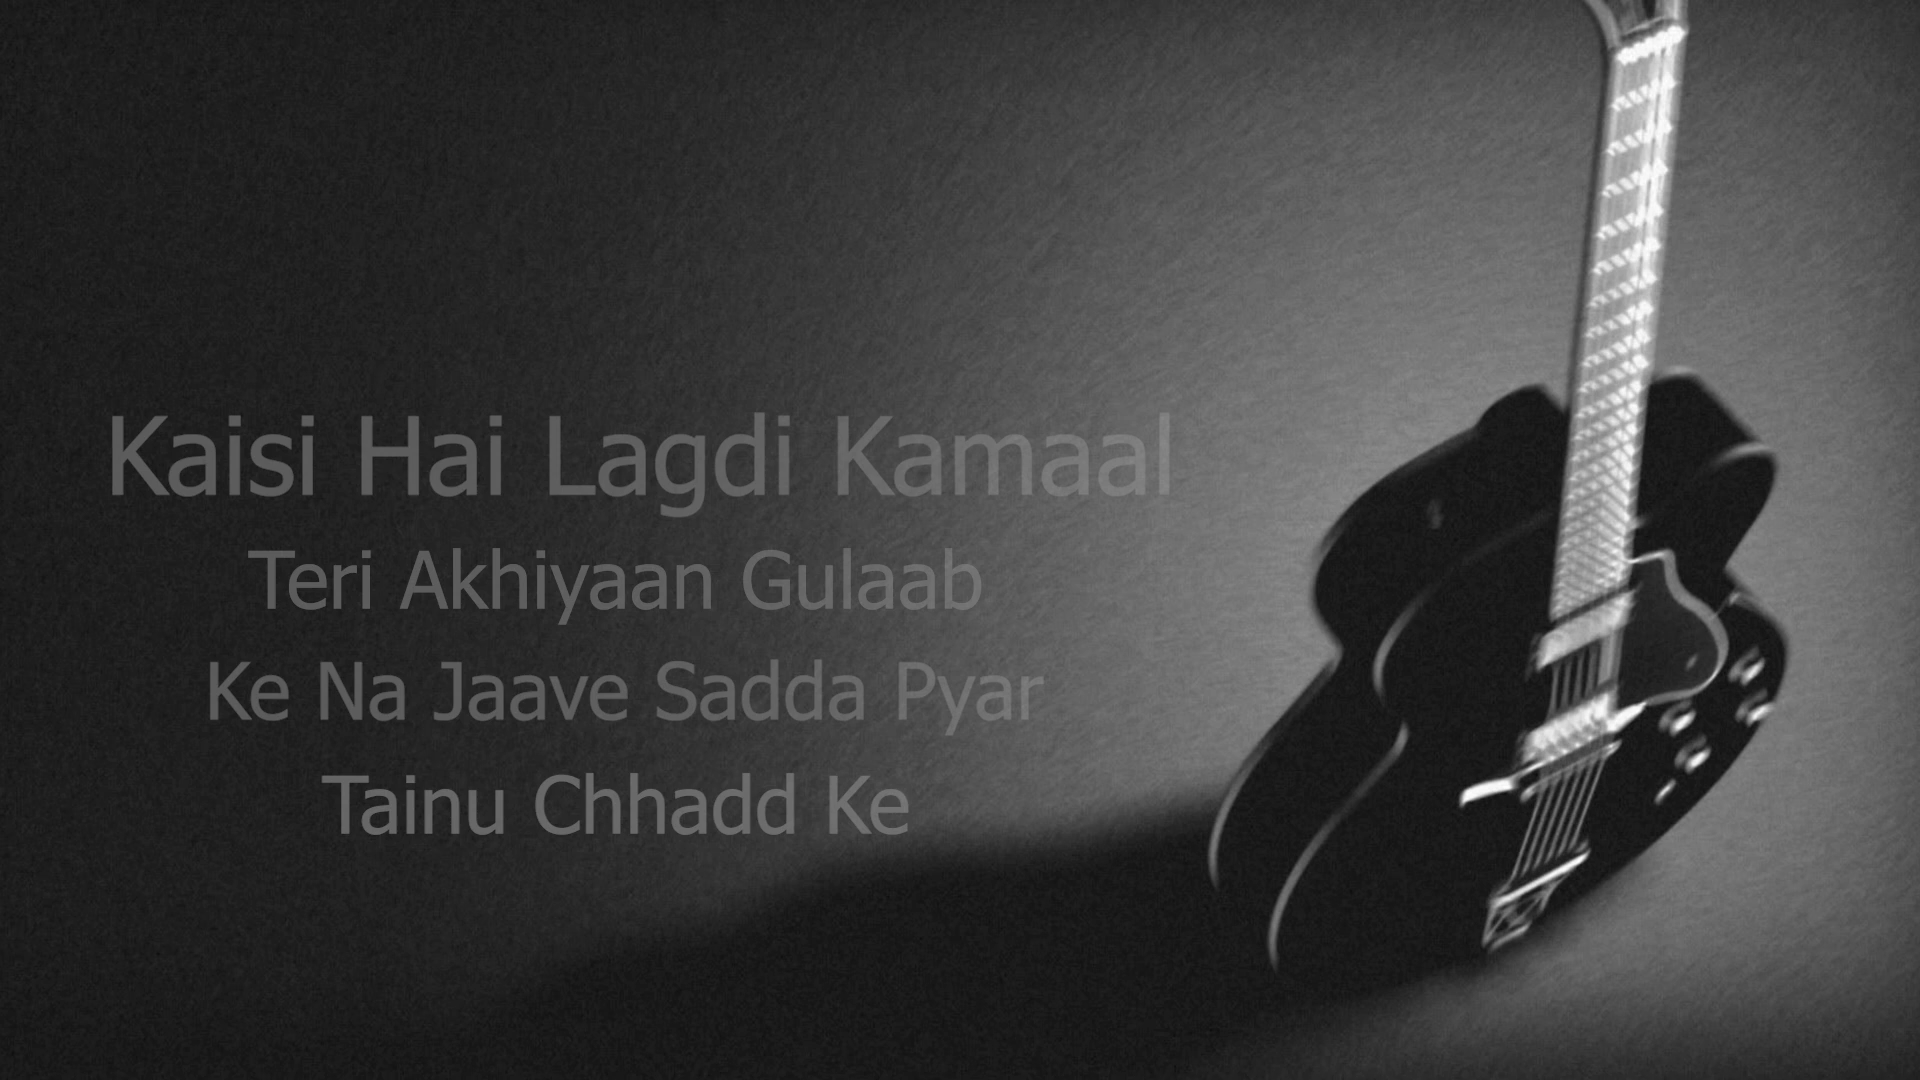 Kaisi Hai Lagdi Kamaal
Teri Akhiyaan Gulaab
Ke Na Jaave Sadda Pyar
Tainu Chhadd Ke